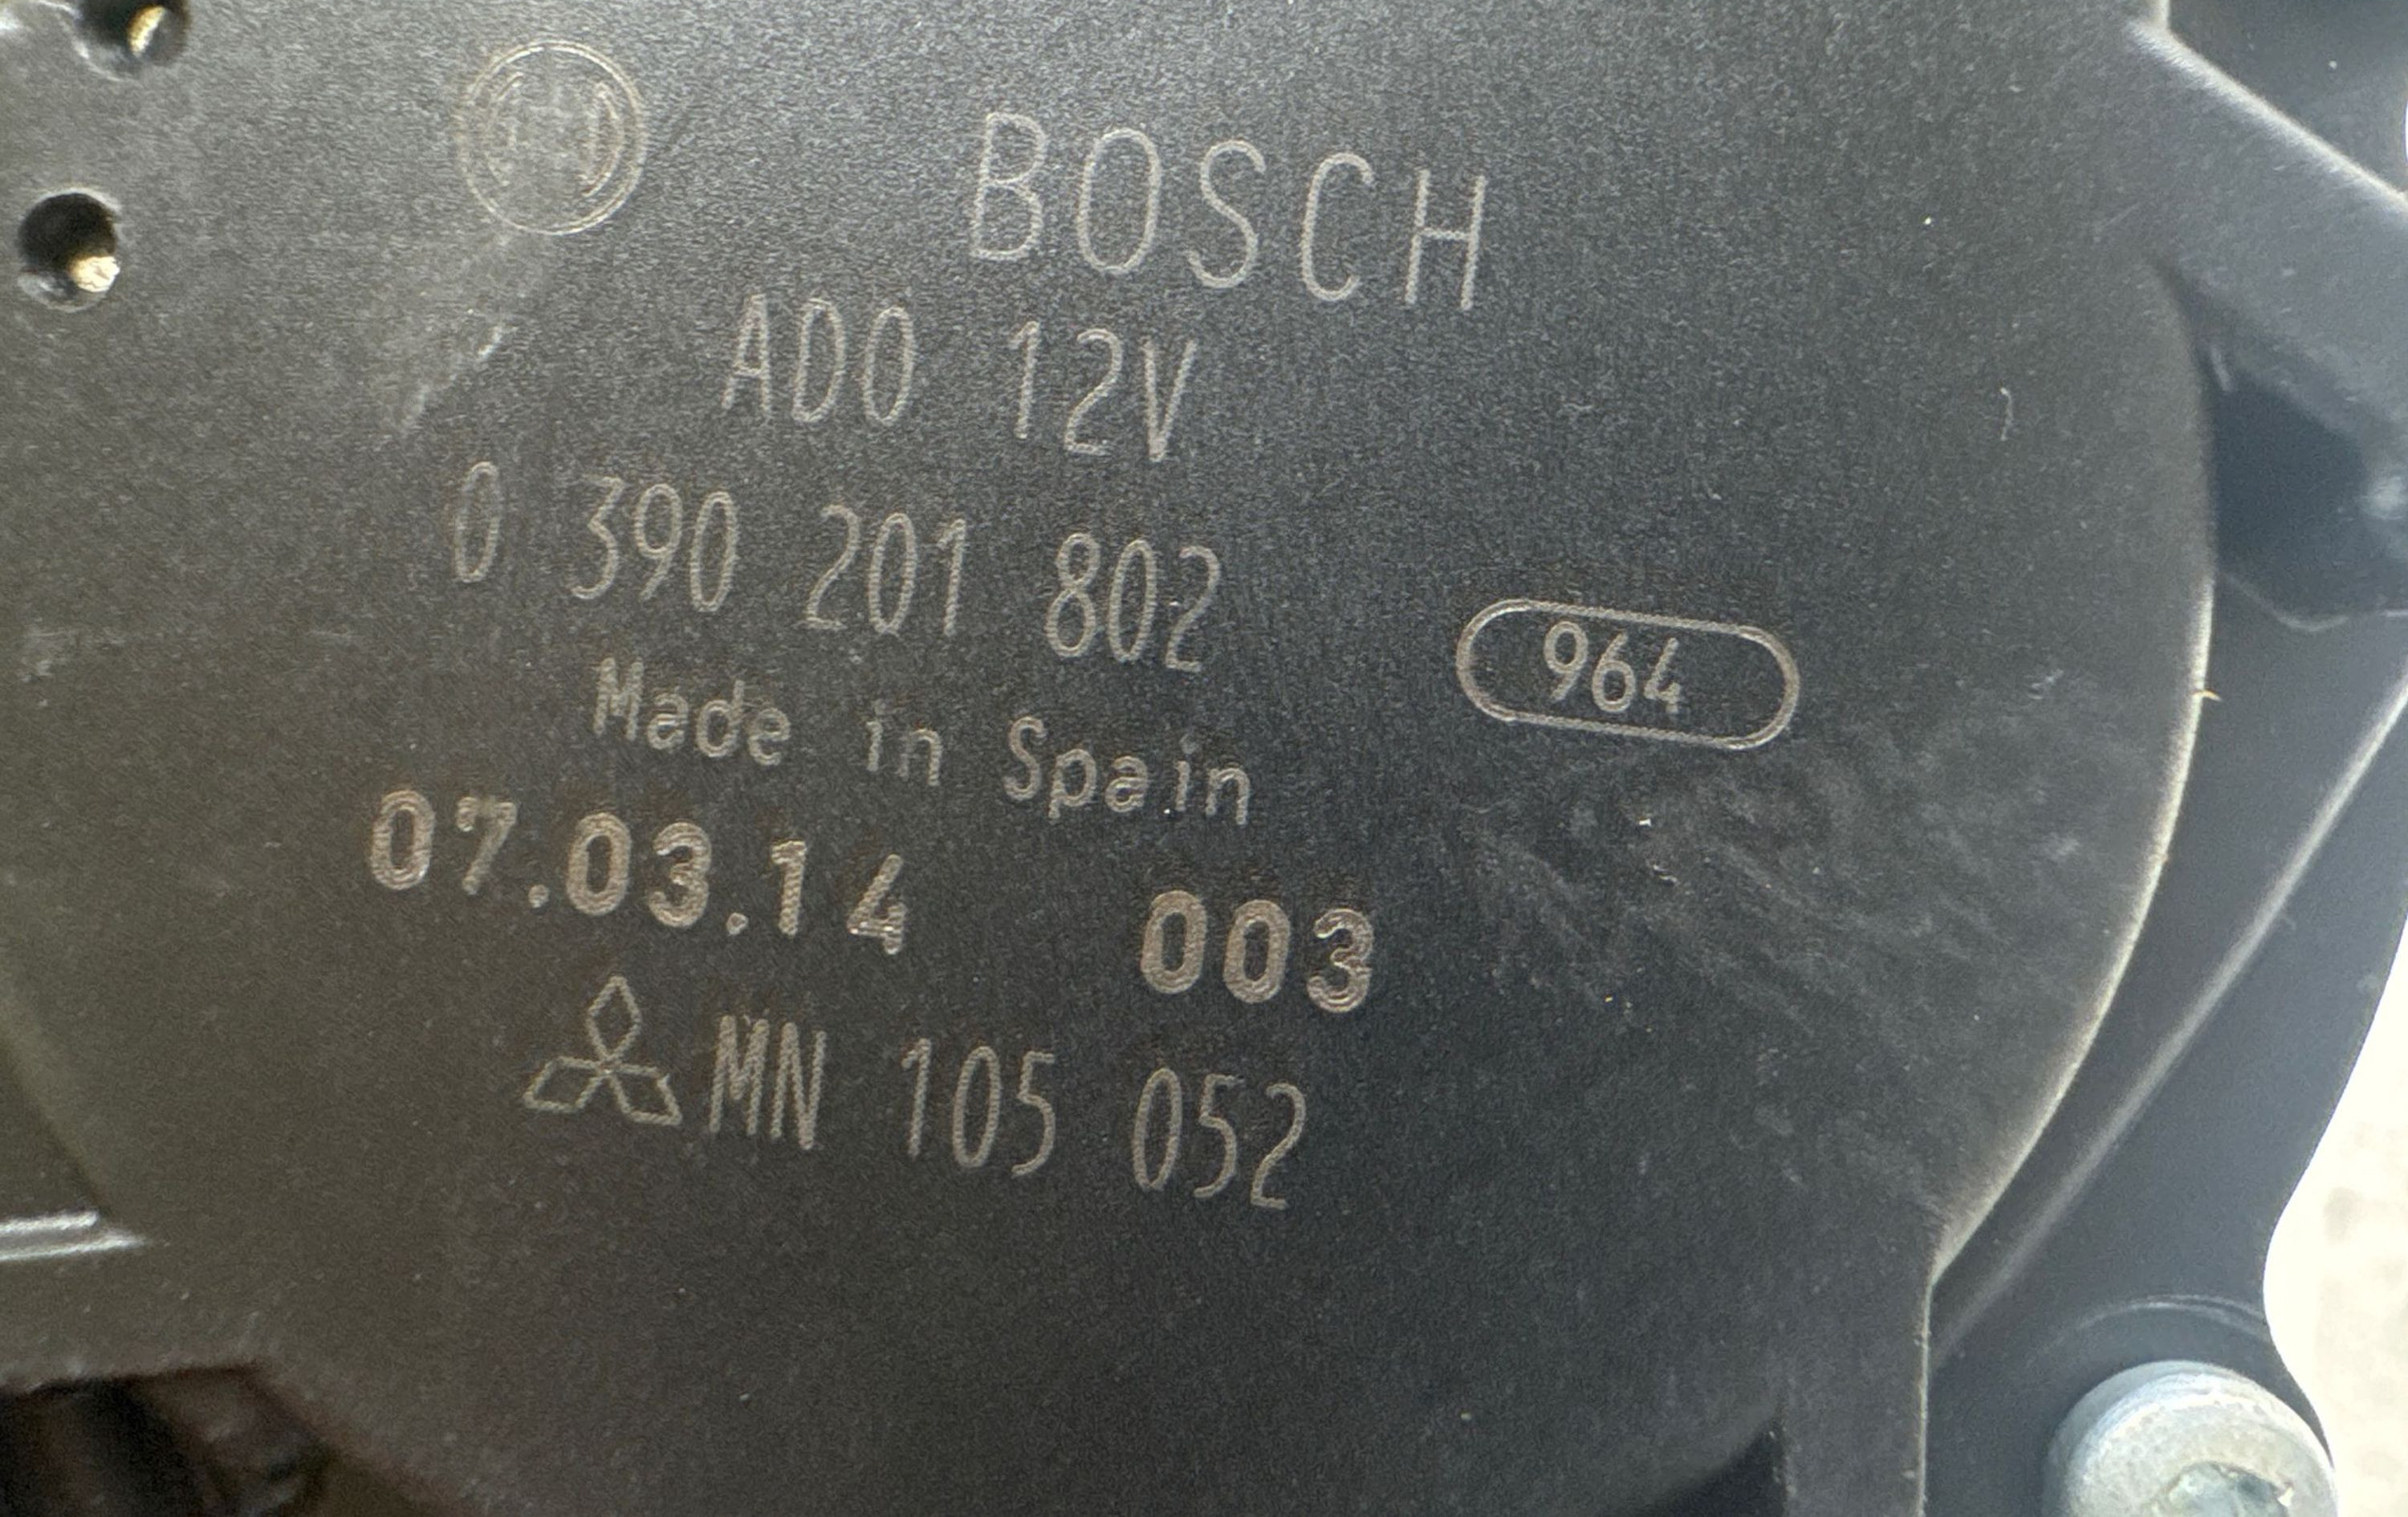 BOSCH
ADO 12V
0 390 201 802
964
Made in Spain
07.03.14 003
MN 105 052